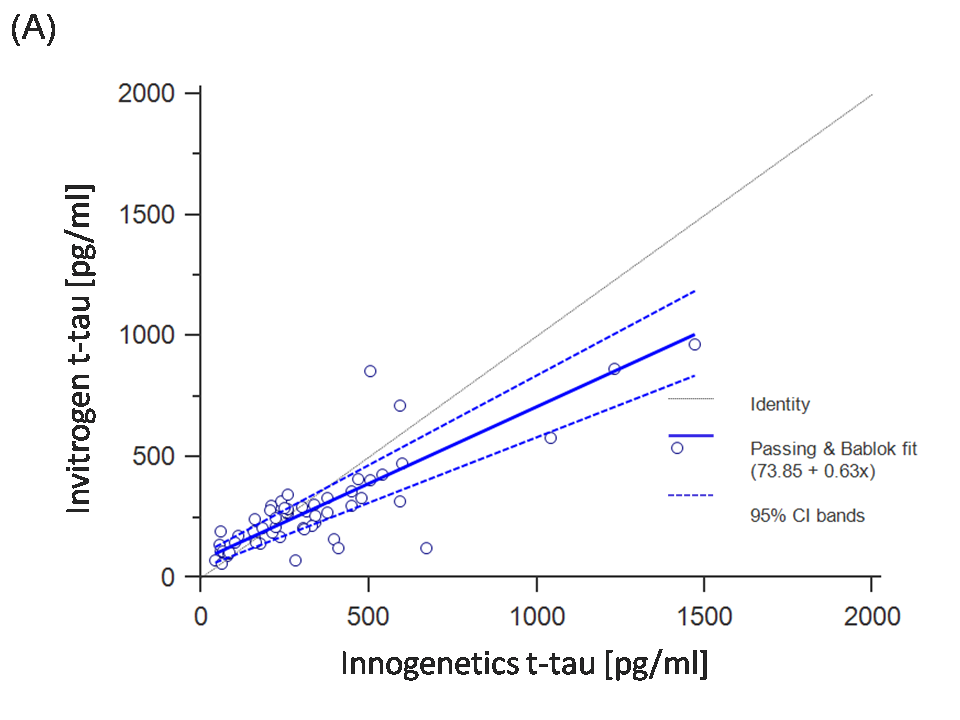 (A)
2000
1500
1000
500
0
Invitrogen t-tau [pg/ml]
Identity
Passing & Bablok fit
(73.85 + 0.63x)
95% CI bands
0 500 1000 1500 2000
Innogenetics t-tau [pg/ml]